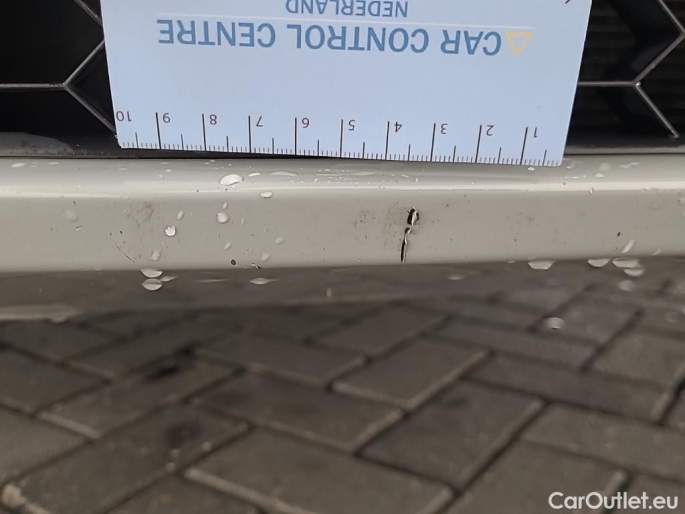 CAR CONTROL CENTRE
NEDERLAND
1 2 3 4 5 6 7 8 9 10
CarOutlet.eu